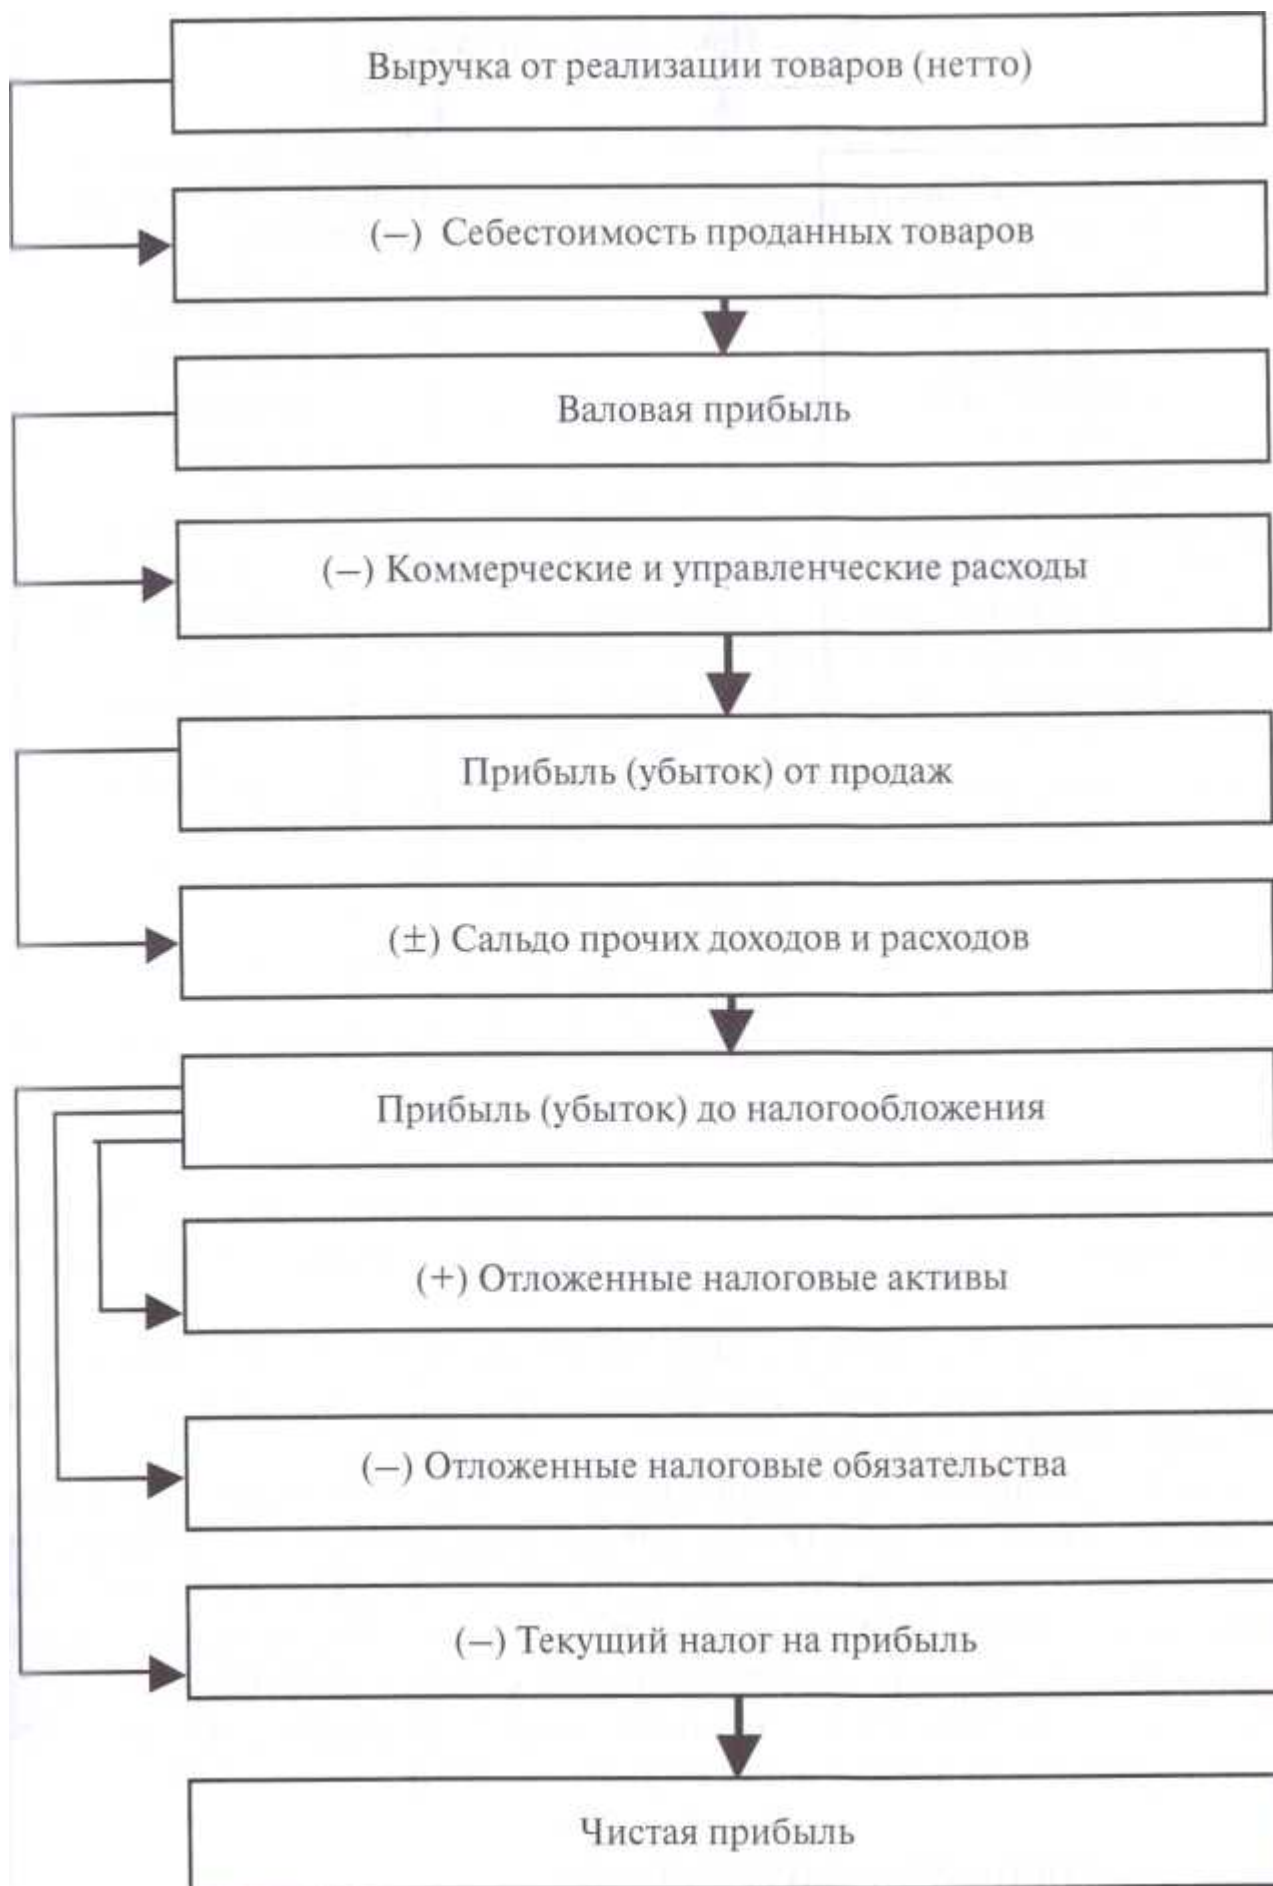 Выручка от реализации товаров (нетто)
(–) Себестоимость проданных товаров
Валовая прибыль
(–) Коммерческие и управленческие расходы
Прибыль (убыток) от продаж
(±) Сальдо прочих доходов и расходов
Прибыль (убыток) до налогообложения
(+) Отложенные налоговые активы
(–) Отложенные налоговые обязательства
(–) Текущий налог на прибыль
Чистая прибыль